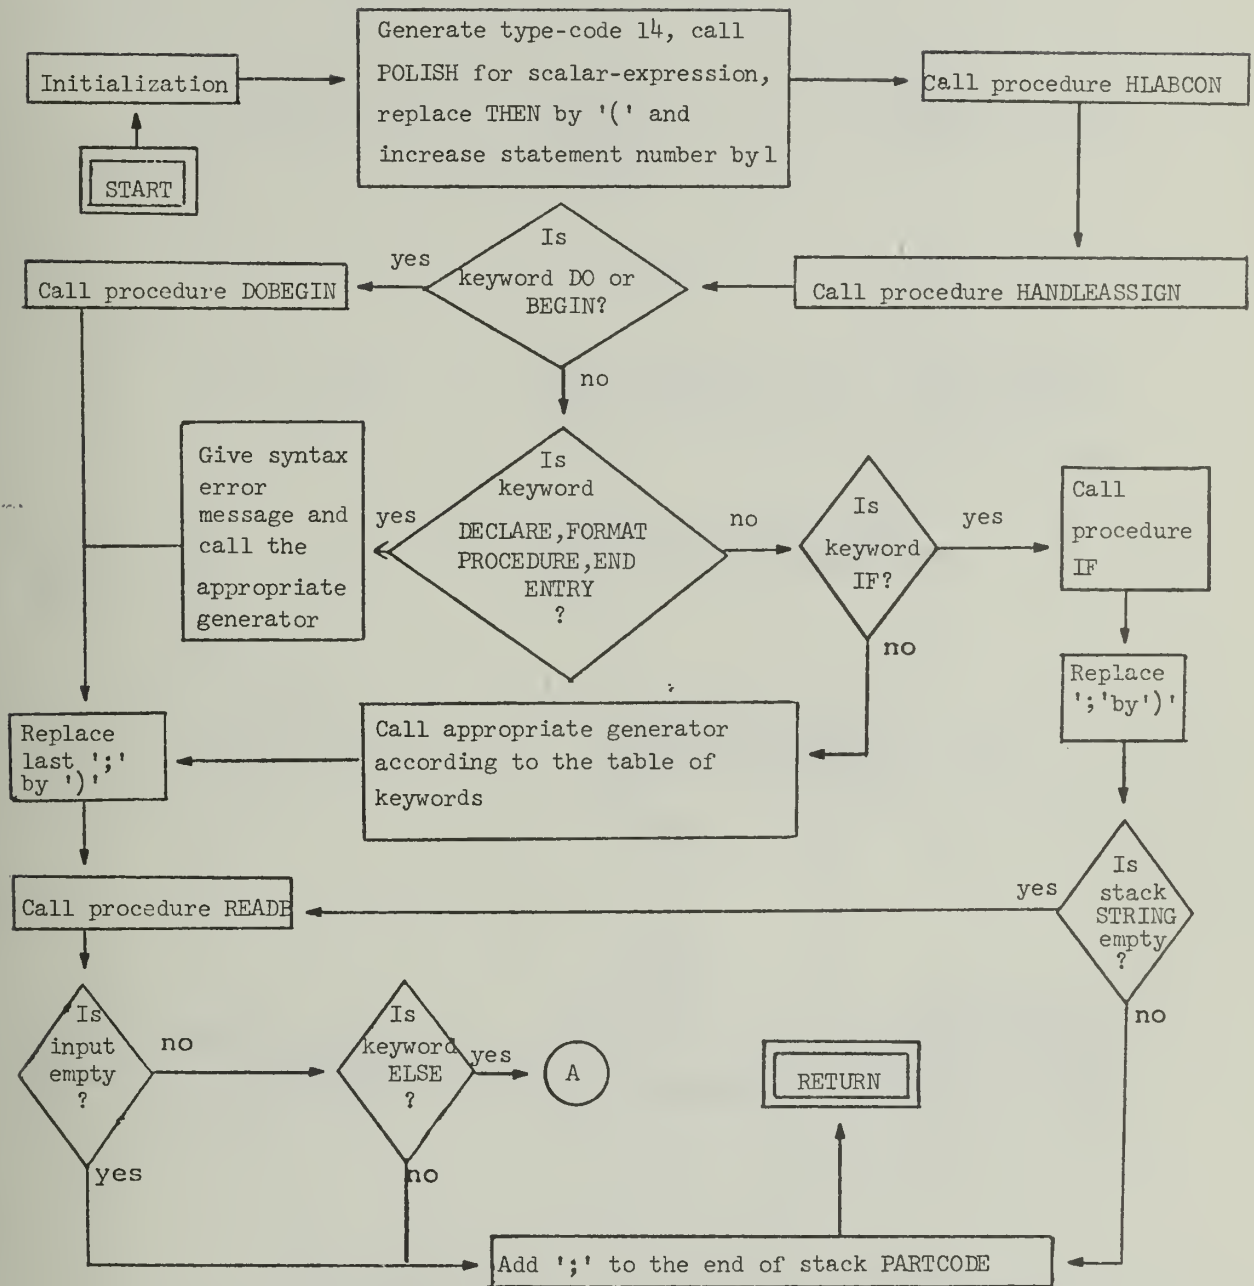 Generate type-code 14, call
POLISH for scalar-expression,
replace THEN by '(' and
increase statement number by 1
Initialization
Call procedure HLABCON
START
Is
keyword DO or
BEGIN?
yes
Call procedure DOBEGIN
Call procedure HANDLEASSIGN
no
Give syntax
error
message and
call the
appropriate
generator
yes
Is
keyword
DECLARE,FORMAT
PROCEDURE,END
ENTRY
?
no
Is
keyword
IF?
yes
Call
procedure
IF
no
Replace
';'by')'
Replace
last ';'
by ')'
Call appropriate generator
according to the table of
keywords
Is
stack
STRING
empty
?
yes
no
Call procedure READB
Is
input
empty
?
no
yes
Is
keyword
ELSE
?
yes
no
A
RETURN
Add ';' to the end of stack PARTCODE